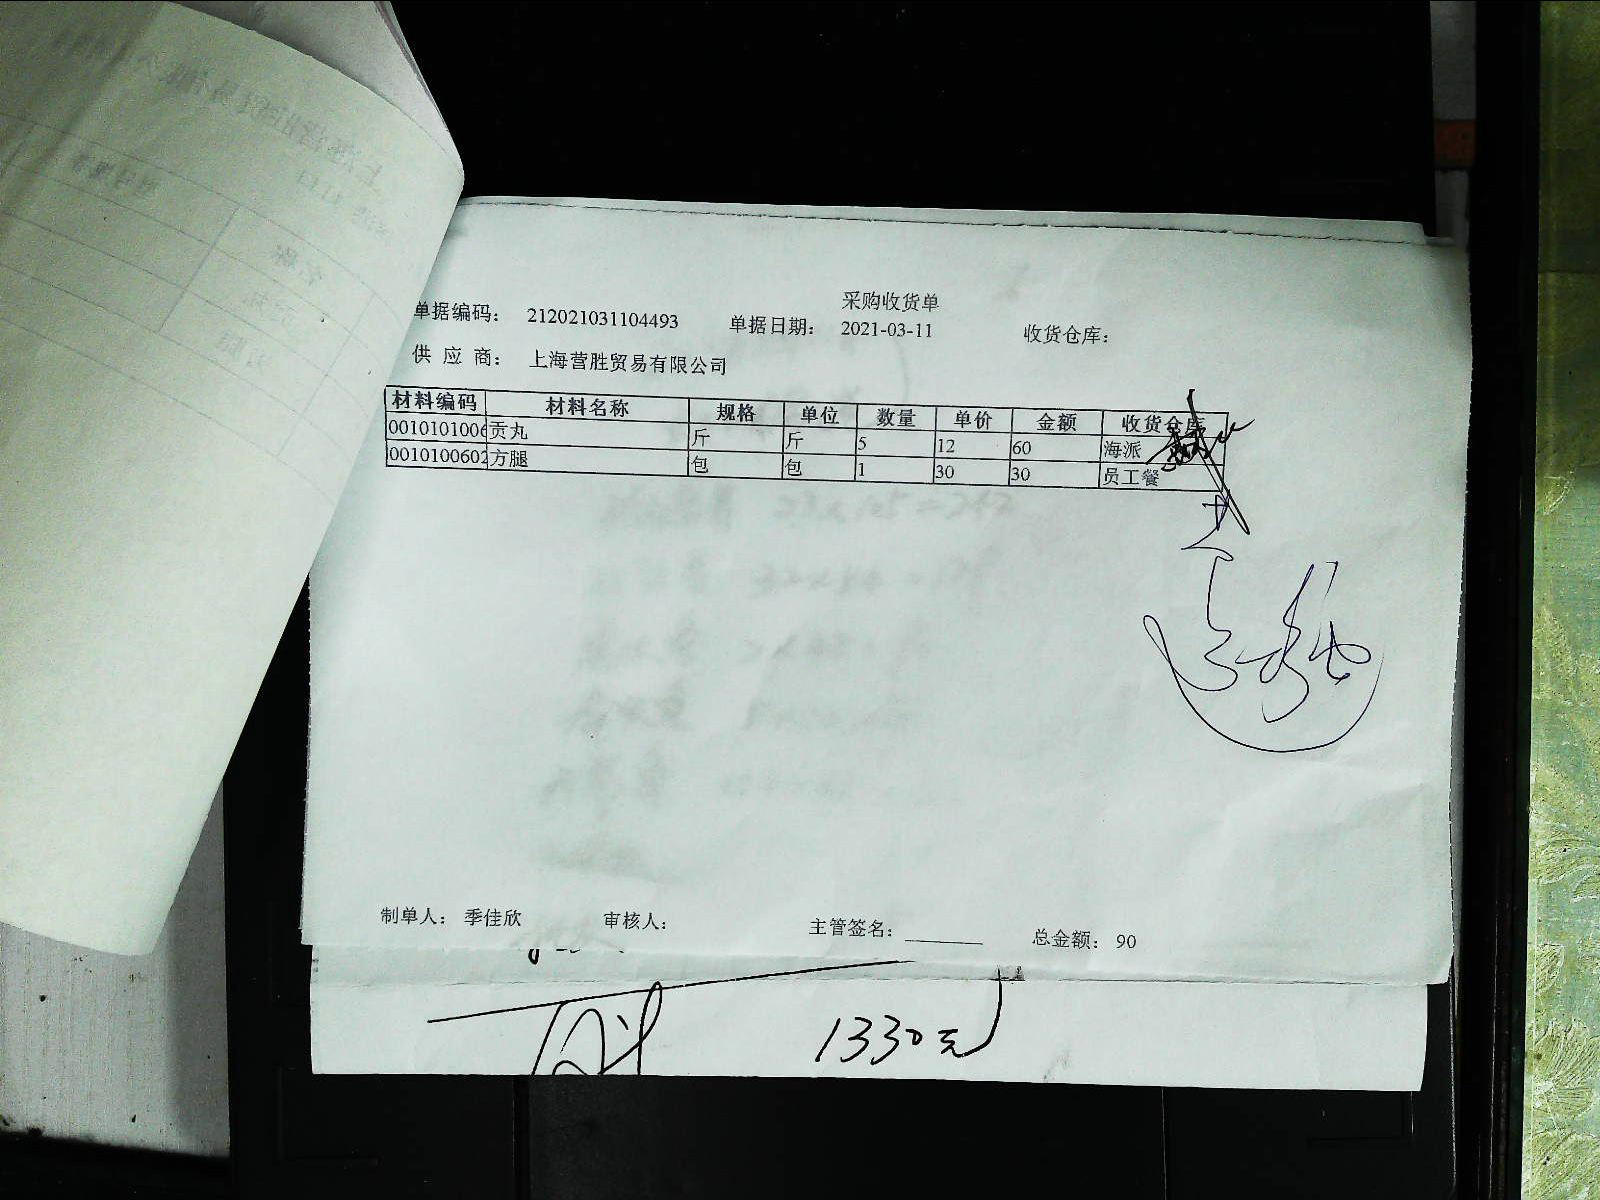 采购收货单
单据编码： 212021031104493 单据日期： 2021-03-11 收货仓库：
供 应 商： 上海营胜贸易有限公司
材料编码 材料名称 规格 单位 数量 单价 金额 收货仓库
0010101006 贡丸 斤 斤 5 12 60 海派
0010100602 方腿 包 包 1 30 30 员工餐
制单人： 季佳欣 审核人： 主管签名： 总金额： 90
1330元